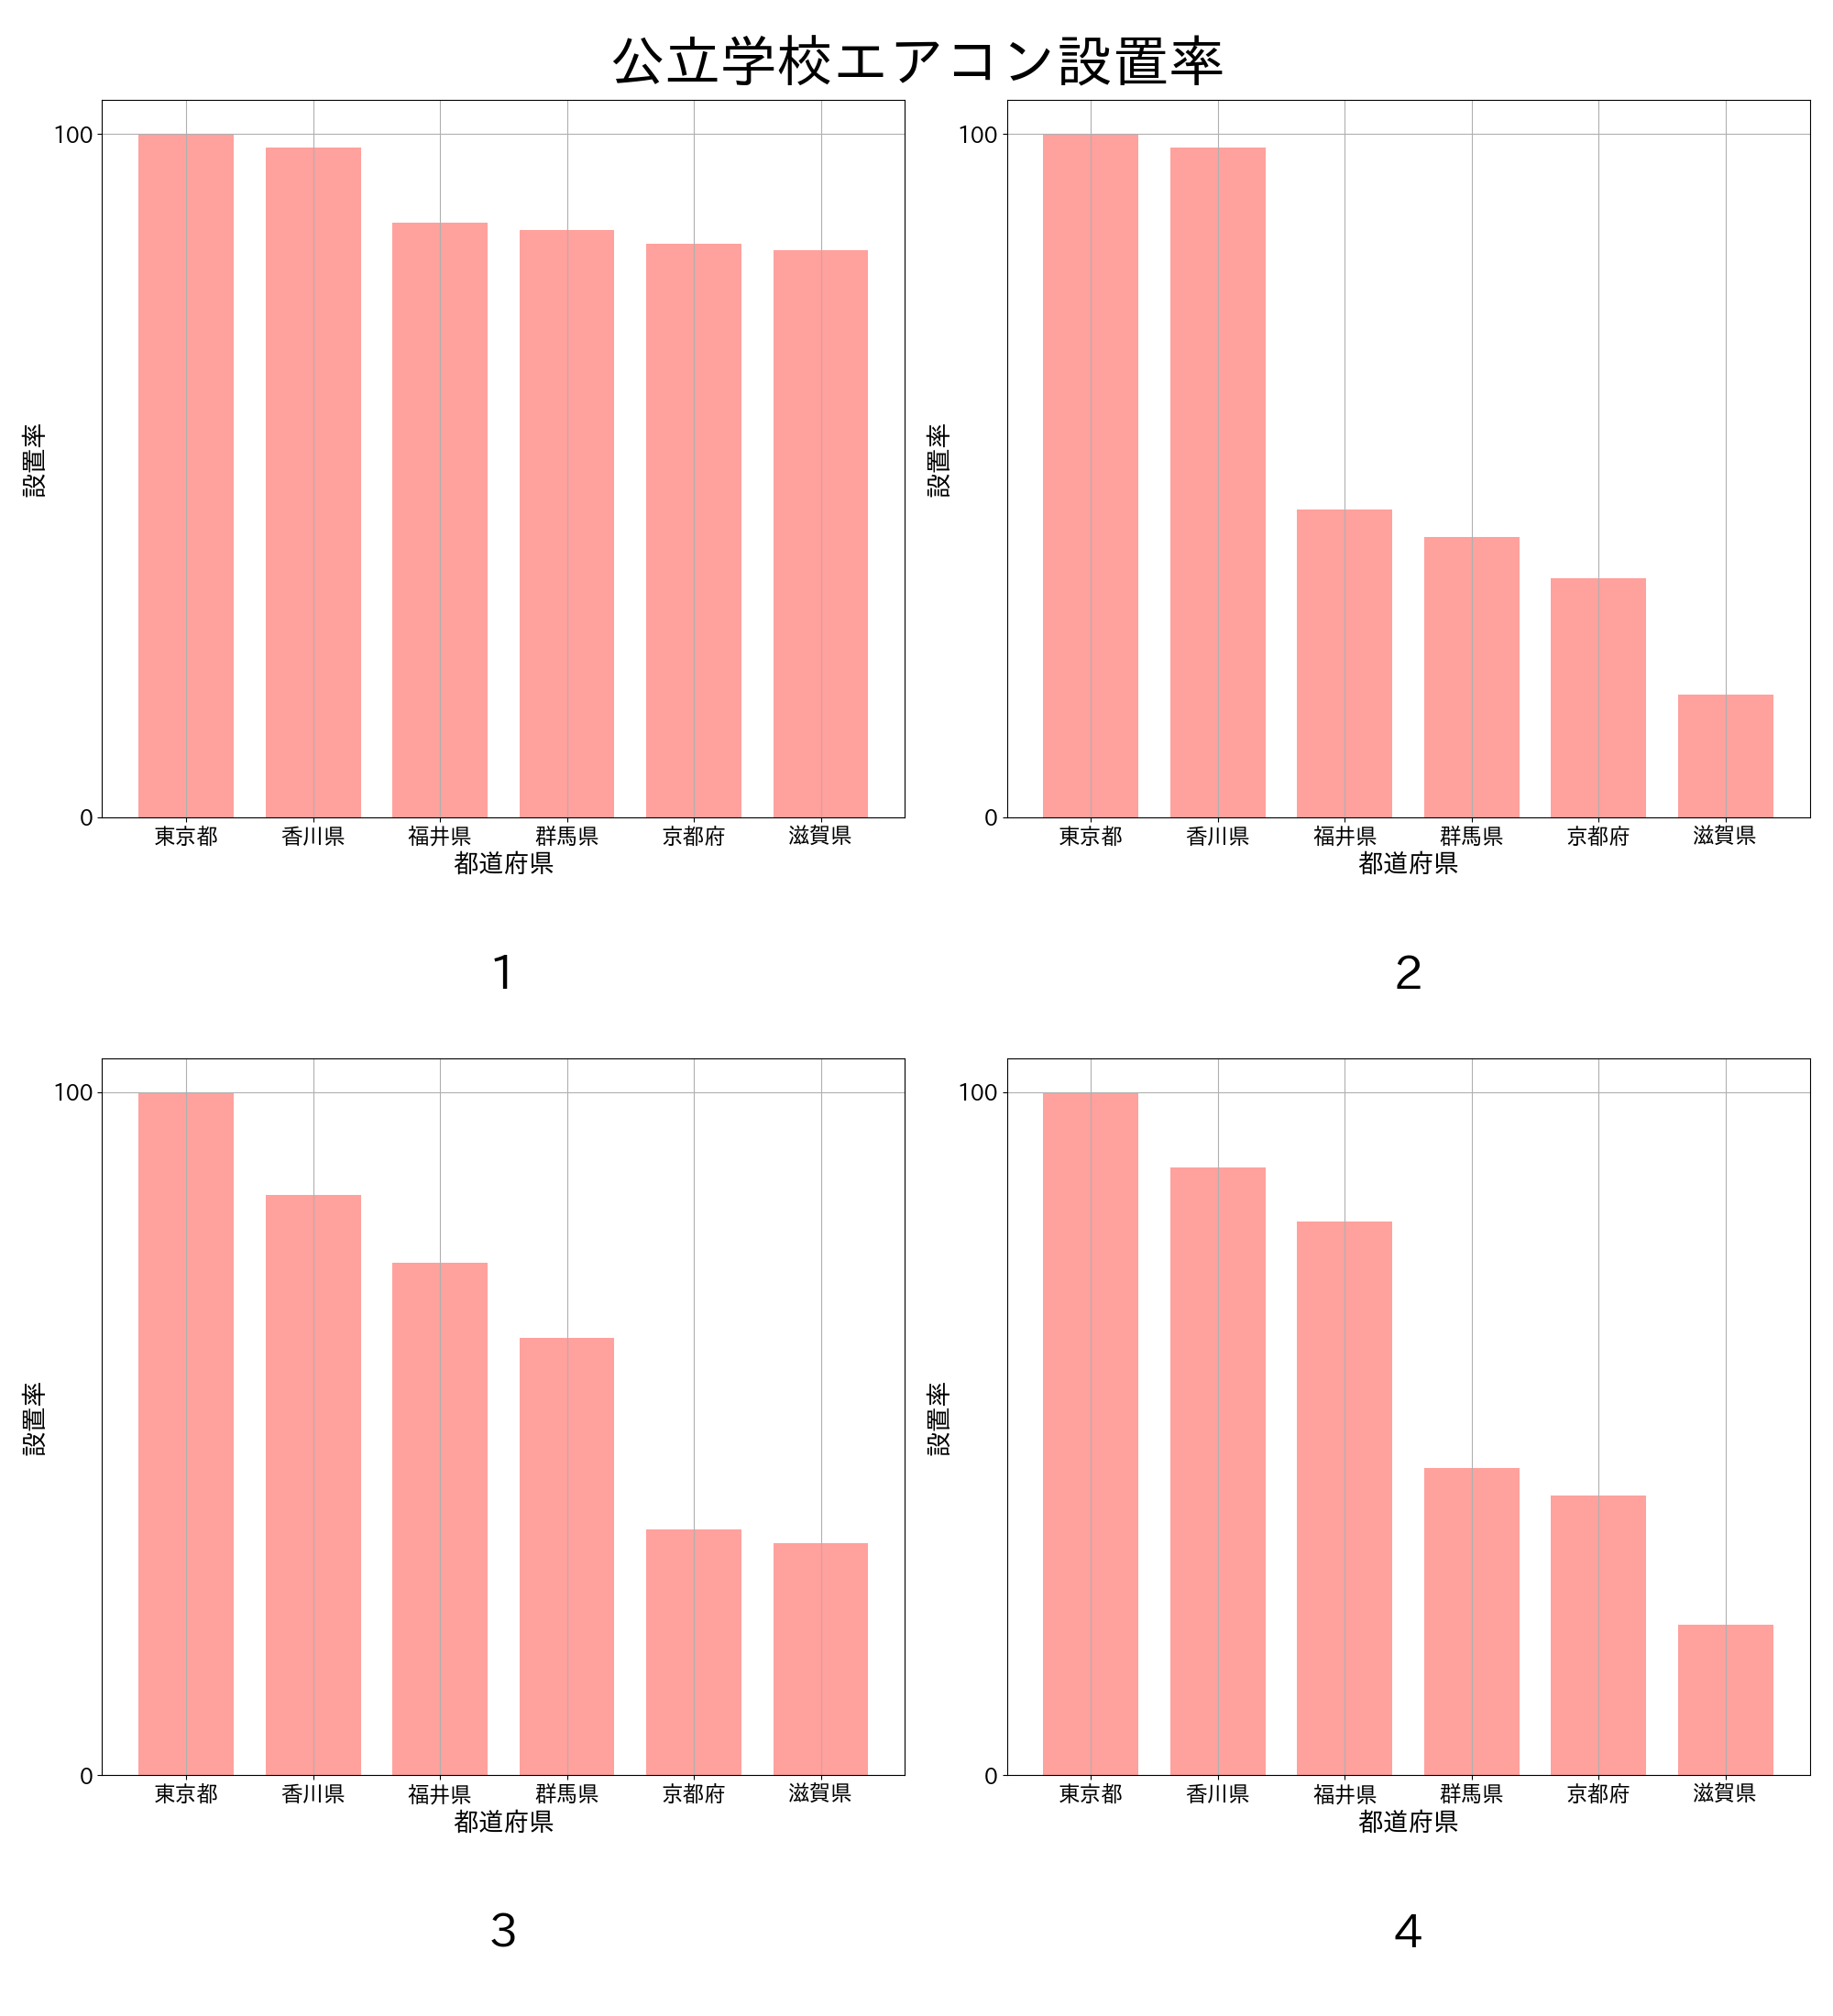 公立学校エアコン設置率
100
0
設置率
東京都 香川県 福井県 群馬県 京都府 滋賀県
都道府県
1
100
0
設置率
東京都 香川県 福井県 群馬県 京都府 滋賀県
都道府県
2
100
0
設置率
東京都 香川県 福井県 群馬県 京都府 滋賀県
都道府県
3
100
0
設置率
東京都 香川県 福井県 群馬県 京都府 滋賀県
都道府県
4